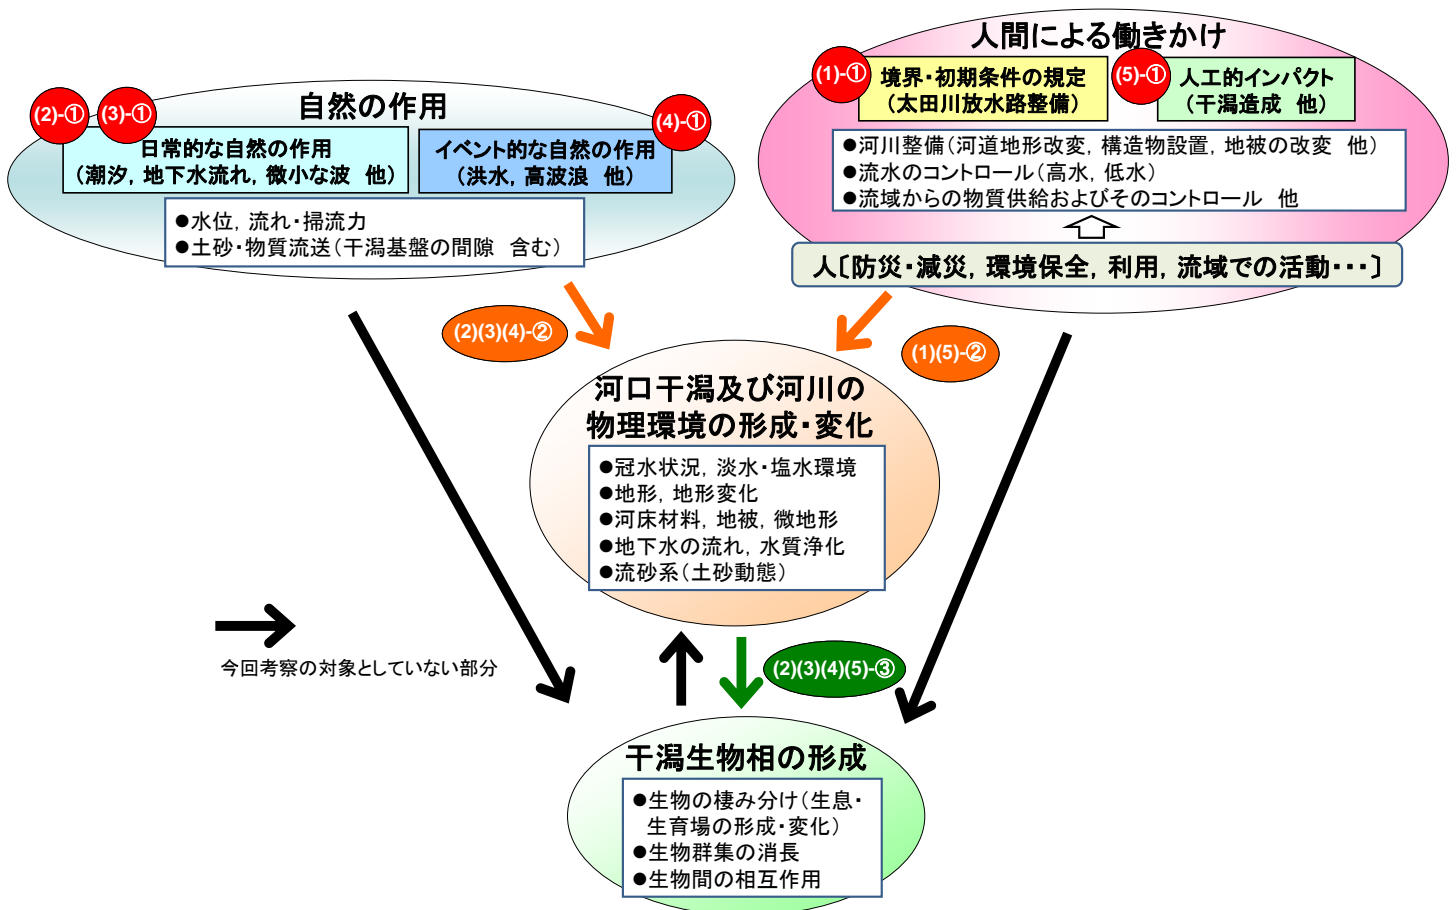 自然の作用
(2)-①
(3)-①
日常的な自然の作用
(潮汐, 地下水流れ, 微小な波 他)
(4)-①
イベント的な自然の作用
(洪水, 高波浪 他)
●水位, 流れ・掃流力
●土砂・物質流送(干潟基盤の間隙 含む)
人間による働きかけ
(1)-①
境界・初期条件の規定
(太田川放水路整備)
(5)-①
人工的インパクト
(干潟造成 他)
●河川整備(河道地形改変, 構造物設置, 地被の改変 他)
●流水のコントロール(高水, 低水)
●流域からの物質供給およびそのコントロール 他
人〔防災・減災, 環境保全, 利用, 流域での活動・・・〕
(2)(3)(4)-②
(1)(5)-②
河口干潟及び河川の
物理環境の形成・変化
●冠水状況, 淡水・塩水環境
●地形, 地形変化
●河床材料, 地被, 微地形
●地下水の流れ, 水質浄化
●流砂系(土砂動態)
今回考察の対象としていない部分
(2)(3)(4)(5)-③
干潟生物相の形成
●生物の棲み分け(生息・
生育場の形成・変化)
●生物群集の消長
●生物間の相互作用